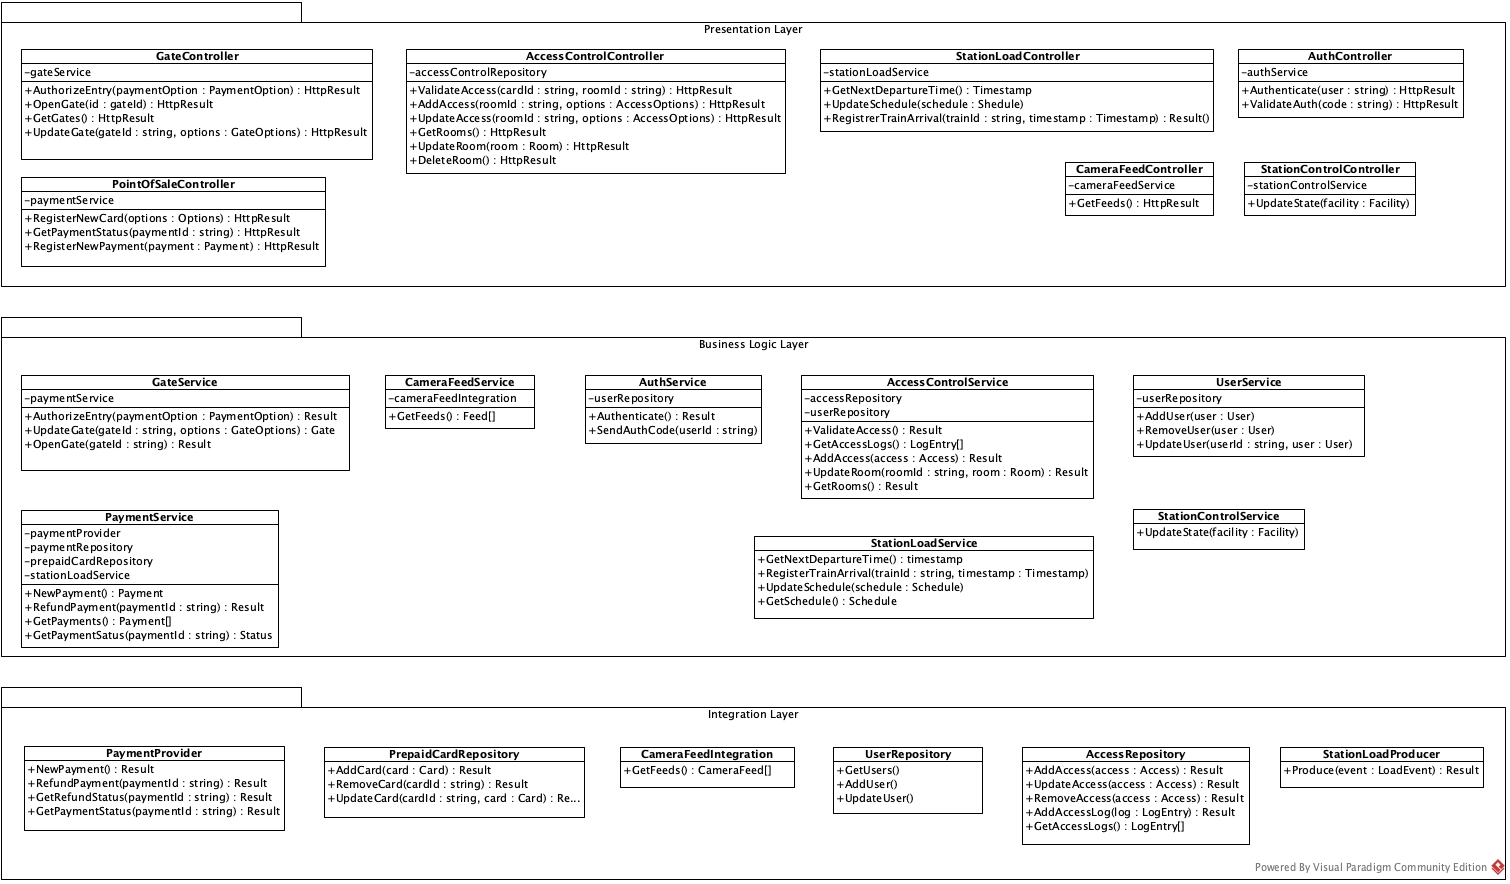 Presentation Layer
GateController
-gateService
+AuthorizeEntry(paymentOption : PaymentOption) : HttpResult
+OpenGate(id : gateId) : HttpResult
+GetGates() : HttpResult
+UpdateGate(gateId : string, options : GateOptions) : HttpResult
AccessControlController
-accessControlRepository
+ValidateAccess(cardId : string, roomId : string) : HttpResult
+AddAccess(roomId : string, options : AccessOptions) : HttpResult
+UpdateAccess(roomId : string, options : AccessOptions) : HttpResult
+GetRooms() : HttpResult
+UpdateRoom(room : Room) : HttpResult
+DeleteRoom() : HttpResult
StationLoadController
-stationLoadService
+GetNextDepartureTime() : Timestamp
+UpdateSchedule(schedule : Shedule)
+RegistrerTrainArrival(trainId : string, timestamp : Timestamp) : Result()
AuthController
-authService
+Authenticate(user : string) : HttpResult
+ValidateAuth(code : string) : HttpResult
PointOfSaleController
-paymentService
+RegisterNewCard(options : Options) : HttpResult
+GetPaymentStatus(paymentId : string) : HttpResult
+RegisterNewPayment(payment : Payment) : HttpResult
CameraFeedController
-cameraFeedService
+GetFeeds() : HttpResult
StationControlController
-stationControlService
+UpdateState(facility : Facility)
Business Logic Layer
GateService
-paymentService
+AuthorizeEntry(paymentOption : PaymentOption) : Result
+UpdateGate(gateId : string, options : GateOptions) : Gate
+OpenGate(gateId : string) : Result
CameraFeedService
-cameraFeedIntegration
+GetFeeds() : Feed[]
AuthService
-userRepository
+Authenticate() : Result
+SendAuthCode(userId : string)
AccessControlService
-accessRepository
-userRepository
+ValidateAccess() : Result
+GetAccessLogs() : LogEntry[]
+AddAccess(access : Access) : Result
+UpdateRoom(roomId : string, room : Room) : Result
+GetRooms() : Result
UserService
-userRepository
+AddUser(user : User)
+RemoveUser(user : User)
+UpdateUser(userId : string, user : User)
PaymentService
-paymentProvider
-paymentRepository
-prepaidCardRepository
-stationLoadService
+NewPayment() : Payment
+RefundPayment(paymentId : string) : Result
+GetPayments() : Payment[]
+GetPaymentSatus(paymentId : string) : Status
StationLoadService
+GetNextDepartureTime() : timestamp
+RegisterTrainArrival(trainId : string, timestamp : Timestamp)
+UpdateSchedule(schedule : Schedule)
+GetSchedule() : Schedule
StationControlService
+UpdateState(facility : Facility)
Integration Layer
PaymentProvider
+NewPayment() : Result
+RefundPayment(paymentId : string) : Result
+GetRefundStatus(paymentId : string) : Result
+GetPaymentStatus(paymentId : string) : Result
PrepaidCardRepository
+AddCard(card : Card) : Result
+RemoveCard(cardId : string) : Result
+UpdateCard(cardId : string, card : Card) : Re...
CameraFeedIntegration
+GetFeeds() : CameraFeed[]
UserRepository
+GetUsers()
+AddUser()
+UpdateUser()
AccessRepository
+AddAccess(access : Access) : Result
+UpdateAccess(access : Access) : Result
+RemoveAccess(access : Access) : Result
+AddAccessLog(log : LogEntry) : Result
+GetAccessLogs() : LogEntry[]
StationLoadProducer
+Produce(event : LoadEvent) : Result
Powered By Visual Paradigm Community Edition